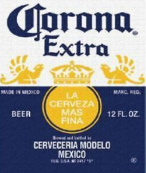 Corona
Extra
MADE IN MEXICO
MARC. REG.
LA
CERVEZA
MAS
FINA
BEER
12 FL. OZ.
Brewed and bottled by
CERVECERIA MODELO
MEXICO